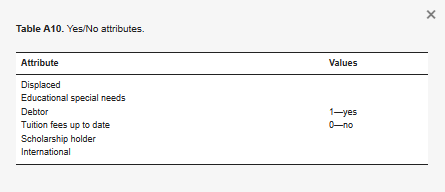 Table A10. Yes/No attributes.
Attribute Values
Displaced
Educational special needs
Debtor 1—yes
Tuition fees up to date 0—no
Scholarship holder
International